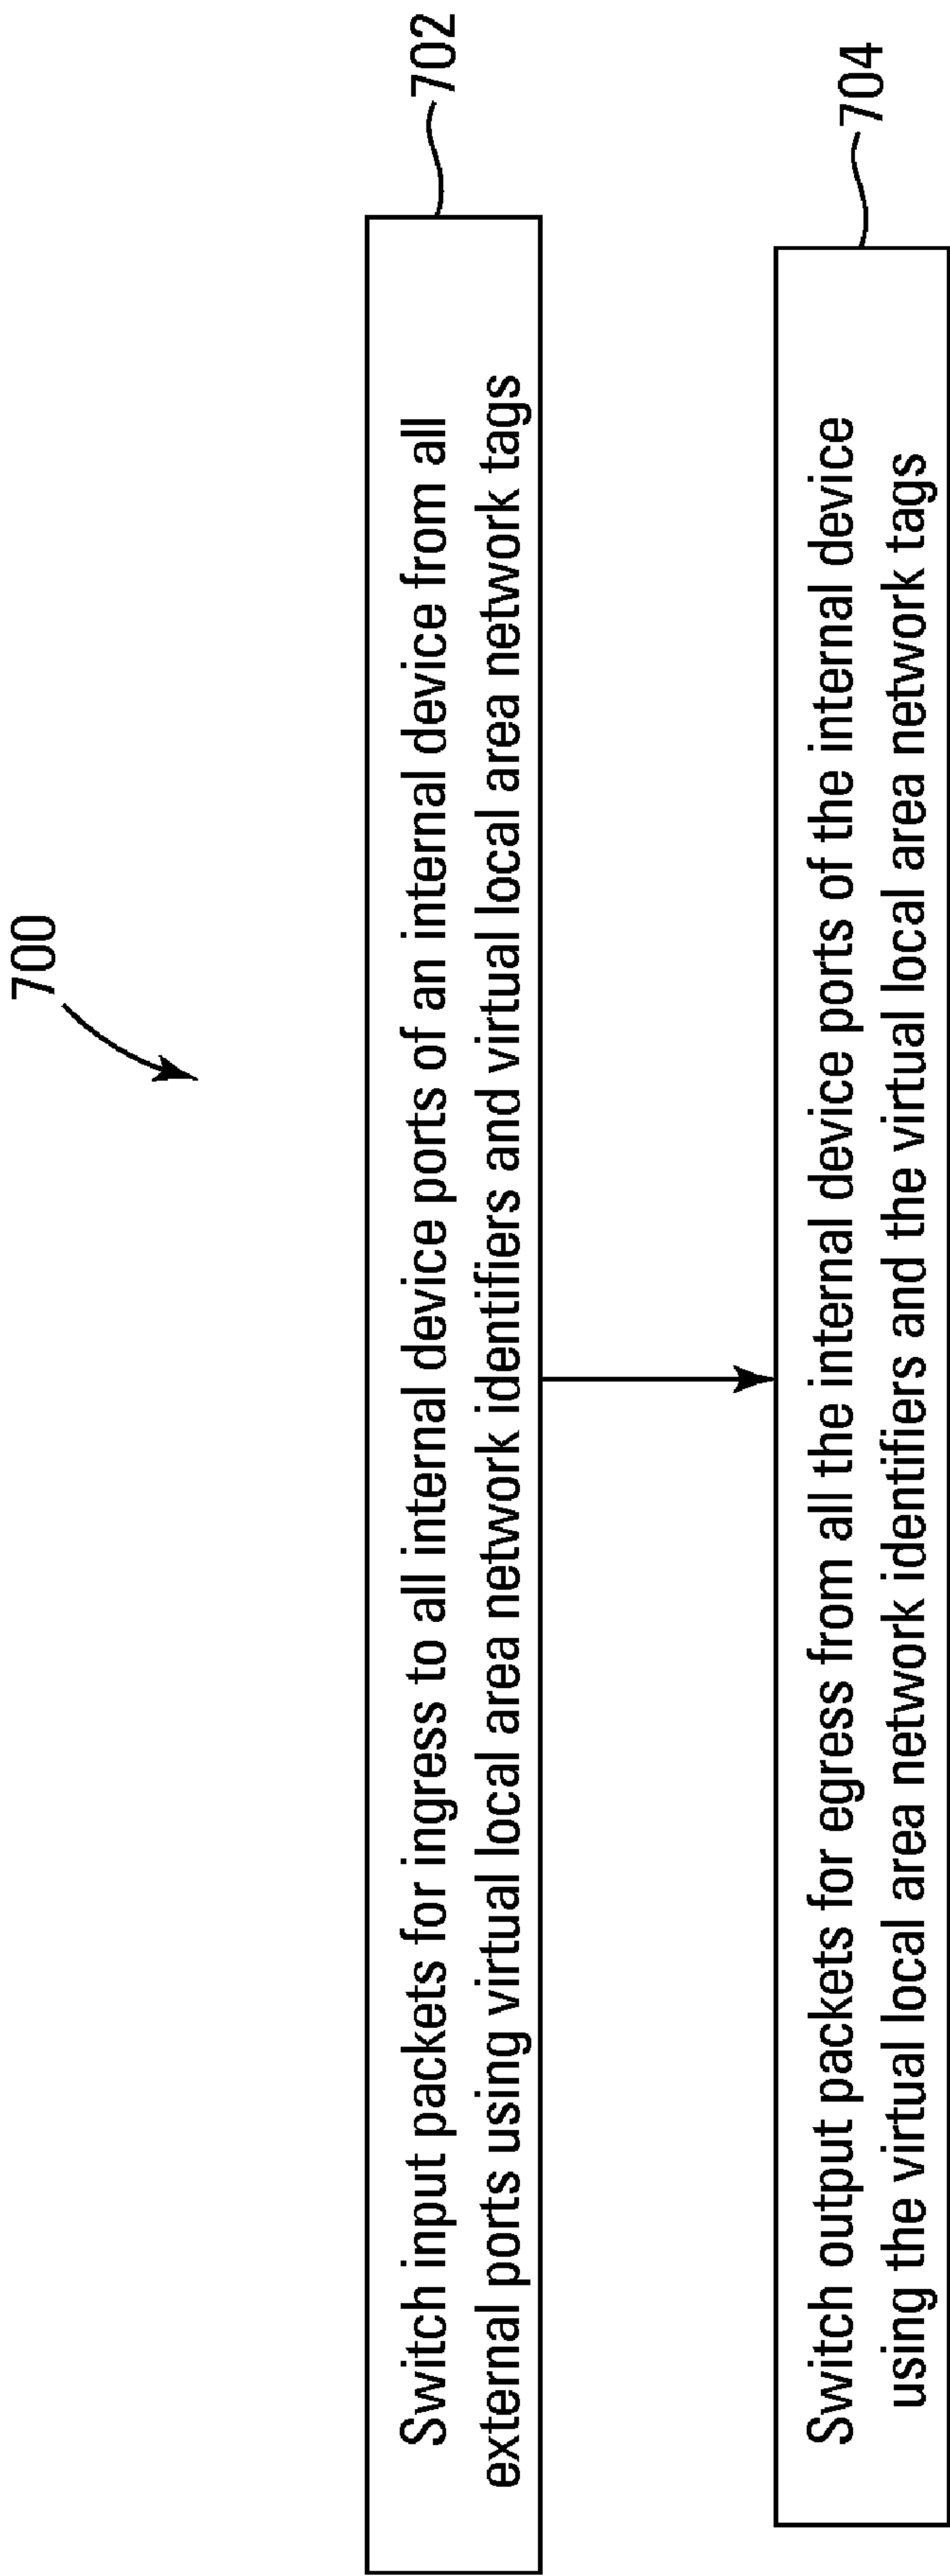 700
702
Switch input packets for ingress to all internal device ports of an internal device from all
external ports using virtual local area network identifiers and virtual local area network tags
704
Switch output packets for egress from all the internal device ports of the internal device
using the virtual local area network identifiers and the virtual local area network tags